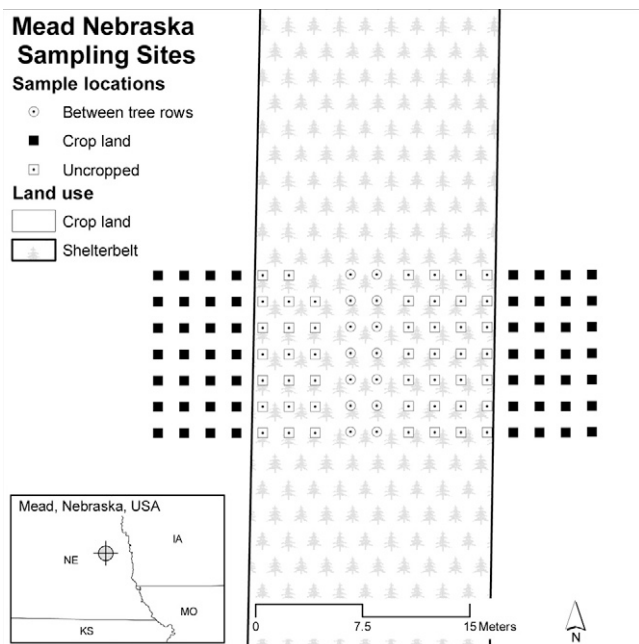 Mead Nebraska
Sampling Sites
Sample locations
Between tree rows
Crop land
Uncropped
Land use
Crop land
Shelterbelt
Mead, Nebraska, USA
IA
NE
MO
KS
0 7.5 15 Meters
N